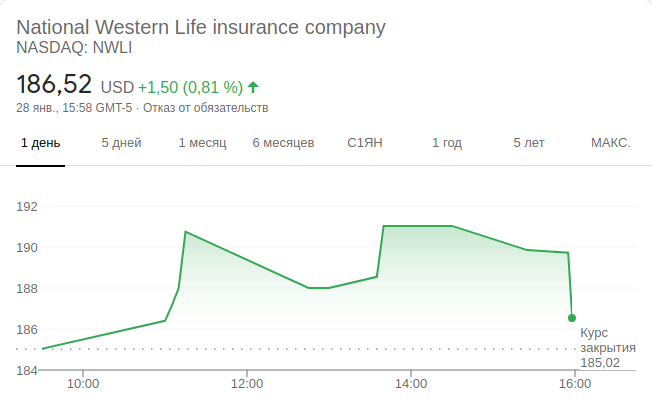 National Western Life insurance company
NASDAQ: NWLI
186,52 USD +1,50 (0,81 %)
28 янв., 15:58 GMT-5 · Отказ от обязательств
1 день 5 дней 1 месяц 6 месяцев С1ЯН 1 год 5 лет МАКС.
192
190
188
186
Курс
закрытия
185,02
184
10:00 12:00 14:00 16:00